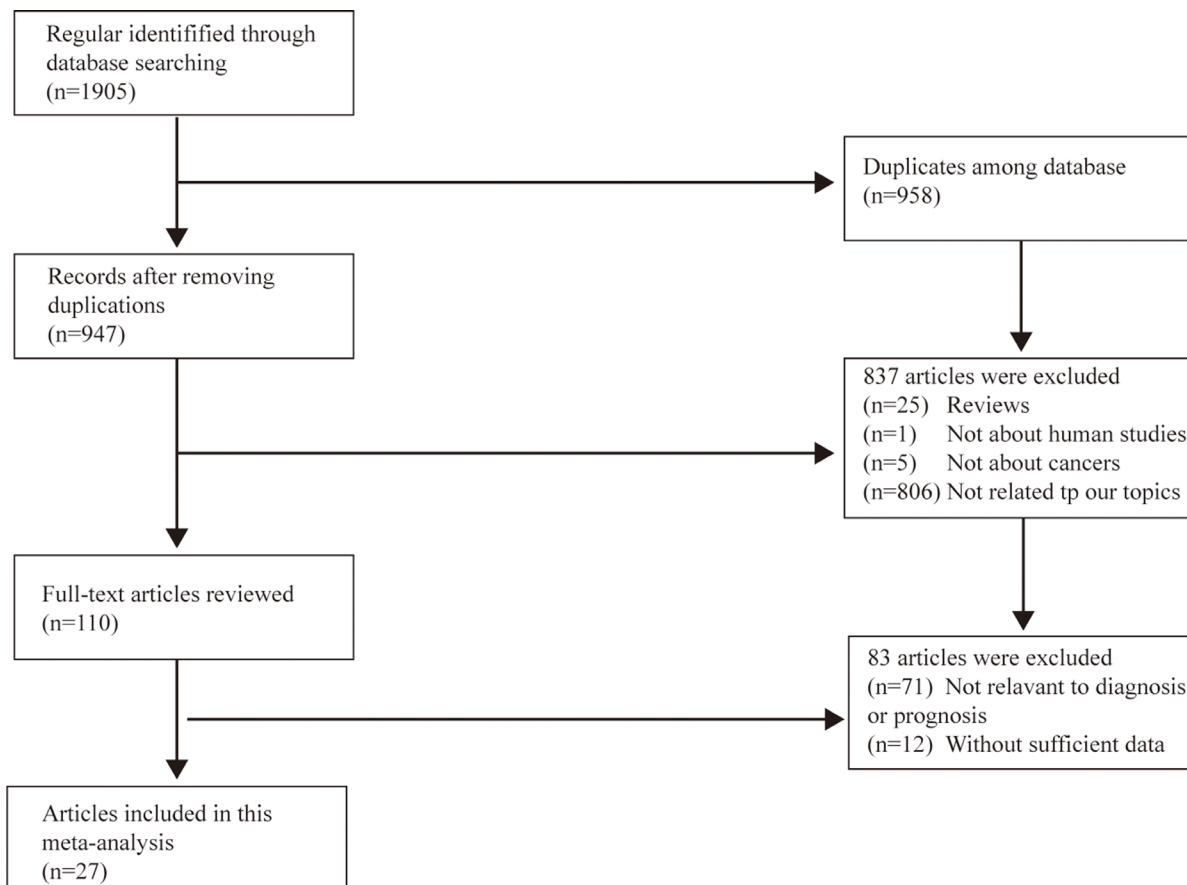 Regular identifified through
database searching
(n=1905)
Duplicates among database
(n=958)
Records after removing
duplications
(n=947)
837 articles were excluded
(n=25) Reviews
(n=1) Not about human studies
(n=5) Not about cancers
(n=806) Not related tp our topics
Full-text articles reviewed
(n=110)
83 articles were excluded
(n=71) Not relavant to diagnosis
or prognosis
(n=12) Without sufficient data
Articles included in this
meta-analysis
(n=27)